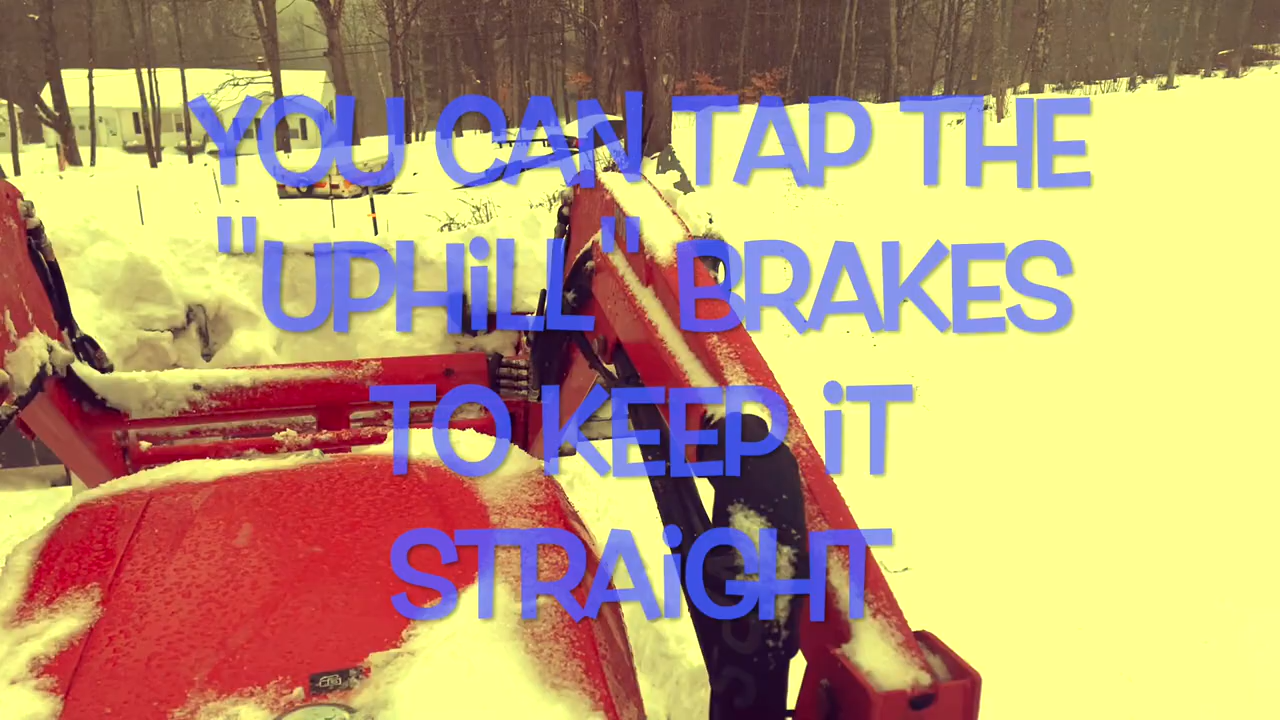 YOU CAN TAP THE
"UPHiLL" BRAKES
TO KEEP iT
STRAiGHT